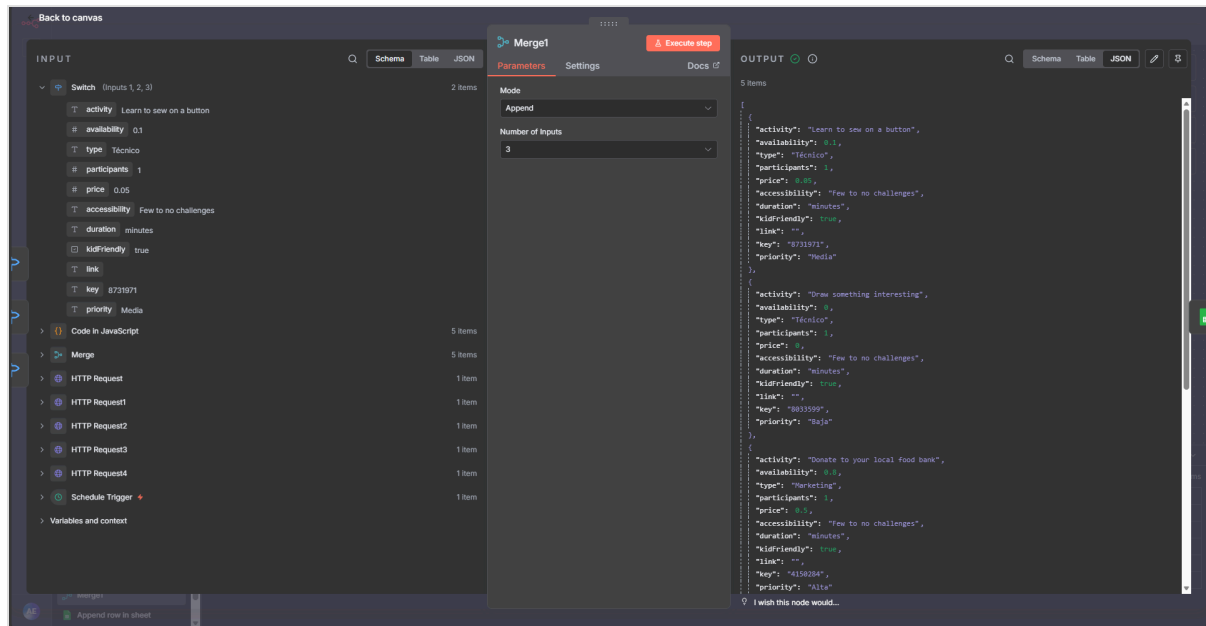 Back to canvas
INPUT
Schema Table JSON
Switch (Inputs 1, 2, 3) 2 items
T activity Learn to sew on a button
# availability 0.1
T type Técnico
# participants 1
# price 0.05
T accessibility Few to no challenges
T duration minutes
kidFriendly true
T link
T key 8731971
T priority Media
{} Code in JavaScript 5 items
Merge 5 items
HTTP Request 1 item
HTTP Request1 1 item
HTTP Request2 1 item
HTTP Request3 1 item
HTTP Request4 1 item
Schedule Trigger 1 item
Variables and context
Merge1 Execute step
Parameters Settings Docs
Mode
Append
Number of Inputs
3
OUTPUT
Schema Table JSON
5 items
[
{
"activity": "Learn to sew on a button",
"availability": 0.1,
"type": "Técnico",
"participants": 1,
"price": 0.05,
"accessibility": "Few to no challenges",
"duration": "minutes",
"kidFriendly": true,
"link": "",
"key": "8731971",
"priority": "Media"
},
{
"activity": "Draw something interesting",
"availability": 0,
"type": "Técnico",
"participants": 1,
"price": 0,
"accessibility": "Few to no challenges",
"duration": "minutes",
"kidFriendly": true,
"link": "",
"key": "8033599",
"priority": "Baja"
},
{
"activity": "Donate to your local food bank",
"availability": 0.8,
"type": "Marketing",
"participants": 1,
"price": 0.5,
"accessibility": "Few to no challenges",
"duration": "minutes",
"kidFriendly": true,
"link": "",
"key": "4150284",
"priority": "Alta"
I wish this node would...
Merge1
Append row in sheet